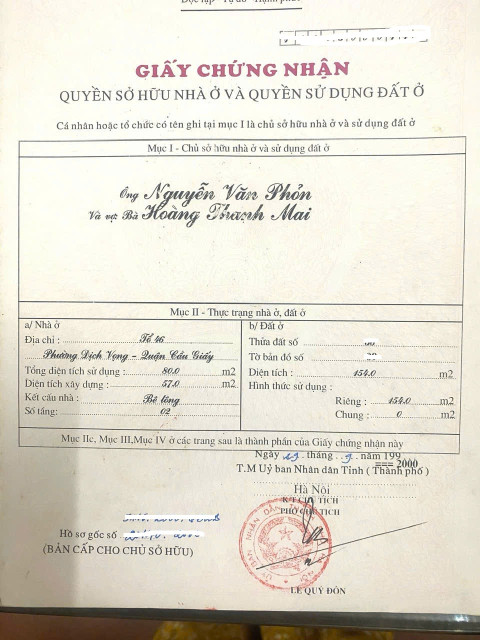 Độc lập - Tự do - Hạnh phúc
GIẤY CHỨNG NHẬN
QUYỀN SỞ HỮU NHÀ Ở VÀ QUYỀN SỬ DỤNG ĐẤT Ở
Cá nhân hoặc tổ chức có tên ghi tại mục I là chủ sở hữu nhà ở và sử dụng đất ở
Mục I - Chủ sở hữu nhà ở và sử dụng đất ở
Ông Nguyễn Văn Phỏn
Và vợ Bà Hoàng Thanh Mai
Mục II - Thực trạng nhà ở, đất ở
a/ Nhà ở
Địa chỉ : Tổ 46
Phường Dịch Vọng - Quận Cầu Giấy
Tổng diện tích sử dụng : 80.0 m2
Diện tích xây dựng : 57.0 m2
Kết cấu nhà : Bê tông
Số tầng: 02
b/ Đất ở
Thửa đất số :
Tờ bản đồ số :
Diện tích : 154.0 m2
Hình thức sử dụng :
Riêng : 154.0 m2
Chung : 0 m2
Mục IIc, Mục III,Mục IV ở các trang sau là thành phần của Giấy chứng nhận này
Ngày tháng 9 năm 199
2000
T.M Uỷ ban Nhân dân Tỉnh ( Thành phố )
Hà Nội
K/T CHỦ TỊCH
PHÓ CHỦ TỊCH
Hồ sơ gốc số
(BẢN CẤP CHO CHỦ SỞ HỮU)
LÊ QUÝ ĐÔN